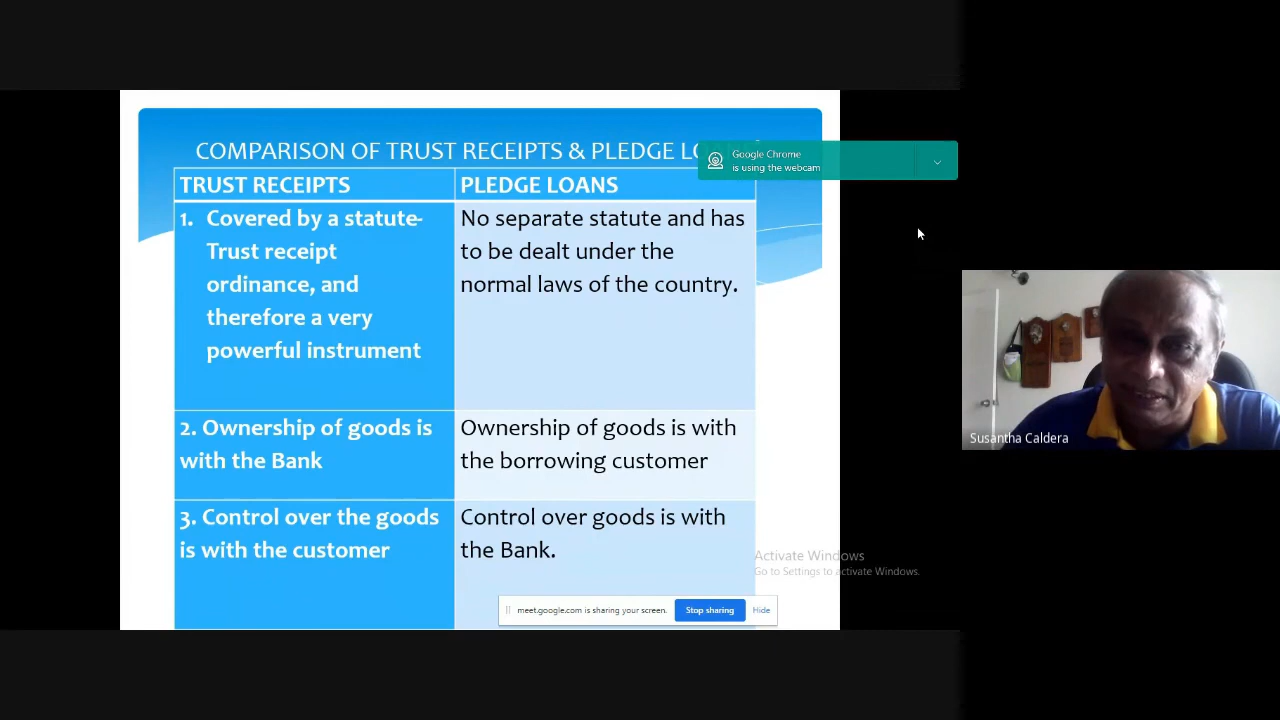 COMPARISON OF TRUST RECEIPTS & PLEDGE
Google Chrome
is using the webcam
TRUST RECEIPTS
PLEDGE LOANS
1. Covered by a statute-
Trust receipt
ordinance, and
therefore a very
powerful instrument
No separate statute and has
to be dealt under the
normal laws of the country.
2. Ownership of goods is
with the Bank
Ownership of goods is with
the borrowing customer
3. Control over the goods
is with the customer
Control over goods is with
the Bank.
Activate Windows
Go to Settings to activate Windows.
meet.google.com is sharing your screen.
Stop sharing
Hide
Susantha Caldera